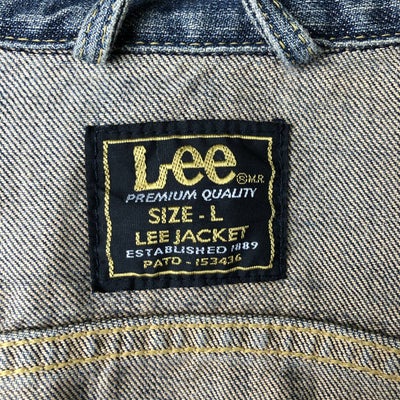 Lee ® M.R.
PREMIUM QUALITY
SIZE - L
LEE JACKET
ESTABLISHED 1889
PATD - 153436